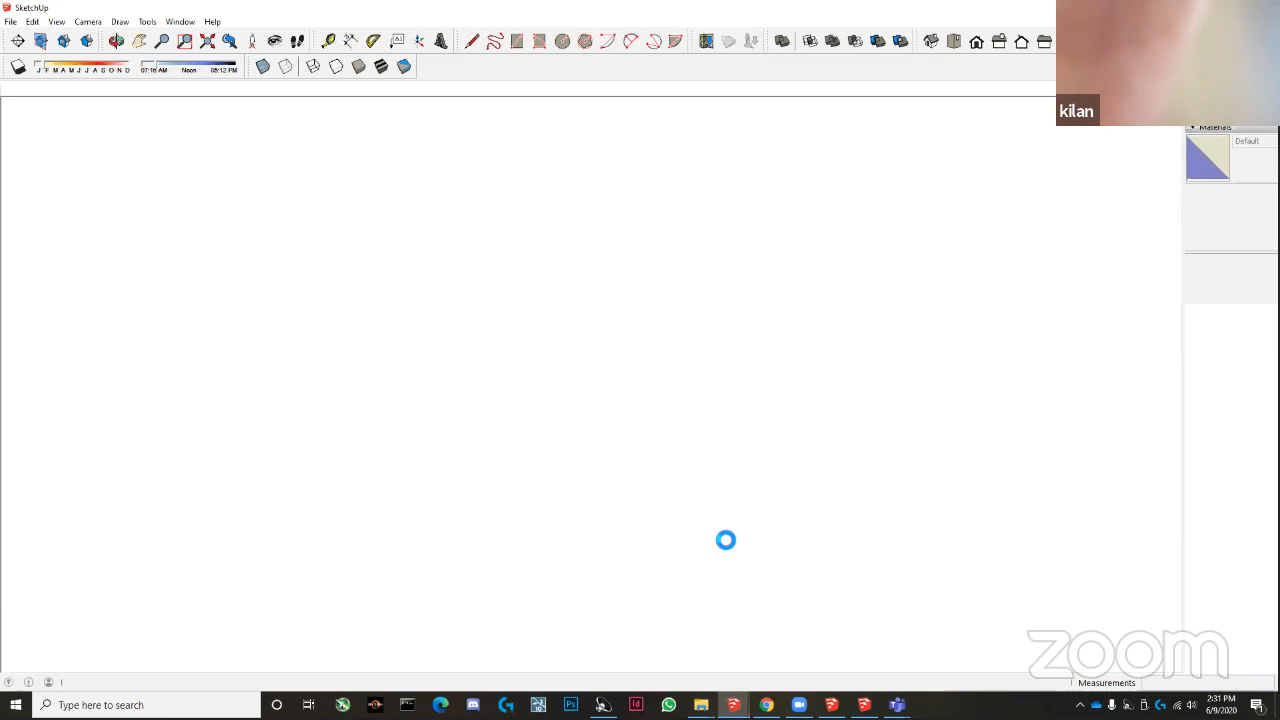 SketchUp
File Edit View Camera Draw Tools Window Help
J F M A M J J A S O N D 07:16 AM Noon 05:12 PM
kilan
Materials
Default
zoom
Measurements
Type here to search
2:31 PM
6/9/2020